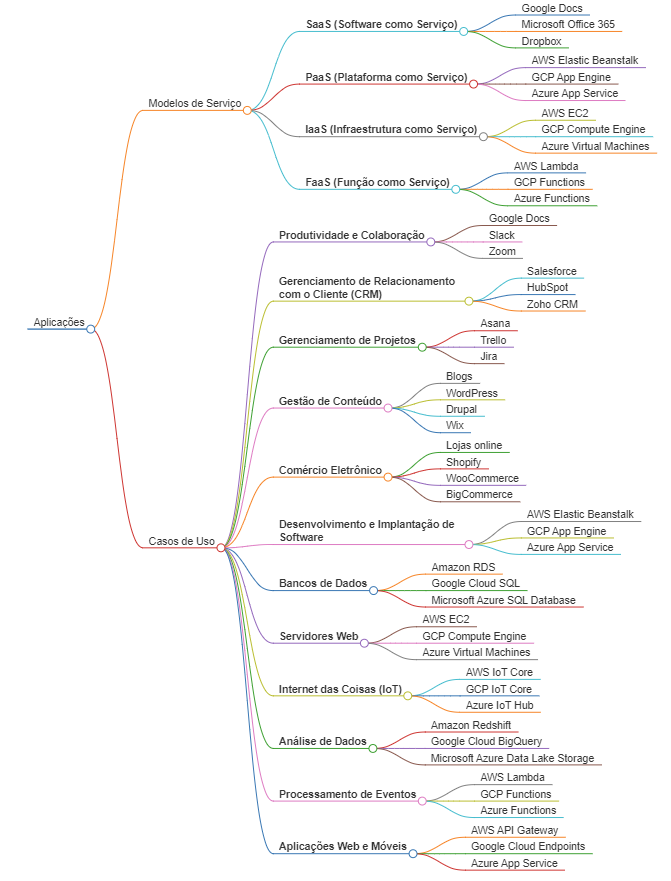 Aplicações
Modelos de Serviço
SaaS (Software como Serviço)
Google Docs
Microsoft Office 365
Dropbox
PaaS (Plataforma como Serviço)
AWS Elastic Beanstalk
GCP App Engine
Azure App Service
IaaS (Infraestrutura como Serviço)
AWS EC2
GCP Compute Engine
Azure Virtual Machines
FaaS (Função como Serviço)
AWS Lambda
GCP Functions
Azure Functions
Casos de Uso
Produtividade e Colaboração
Google Docs
Slack
Zoom
Gerenciamento de Relacionamento
com o Cliente (CRM)
Salesforce
HubSpot
Zoho CRM
Gerenciamento de Projetos
Asana
Trello
Jira
Gestão de Conteúdo
Blogs
WordPress
Drupal
Wix
Comércio Eletrônico
Lojas online
Shopify
WooCommerce
BigCommerce
Desenvolvimento e Implantação de
Software
AWS Elastic Beanstalk
GCP App Engine
Azure App Service
Bancos de Dados
Amazon RDS
Google Cloud SQL
Microsoft Azure SQL Database
Servidores Web
AWS EC2
GCP Compute Engine
Azure Virtual Machines
Internet das Coisas (IoT)
AWS IoT Core
GCP IoT Core
Azure IoT Hub
Análise de Dados
Amazon Redshift
Google Cloud BigQuery
Microsoft Azure Data Lake Storage
Processamento de Eventos
AWS Lambda
GCP Functions
Azure Functions
Aplicações Web e Móveis
AWS API Gateway
Google Cloud Endpoints
Azure App Service